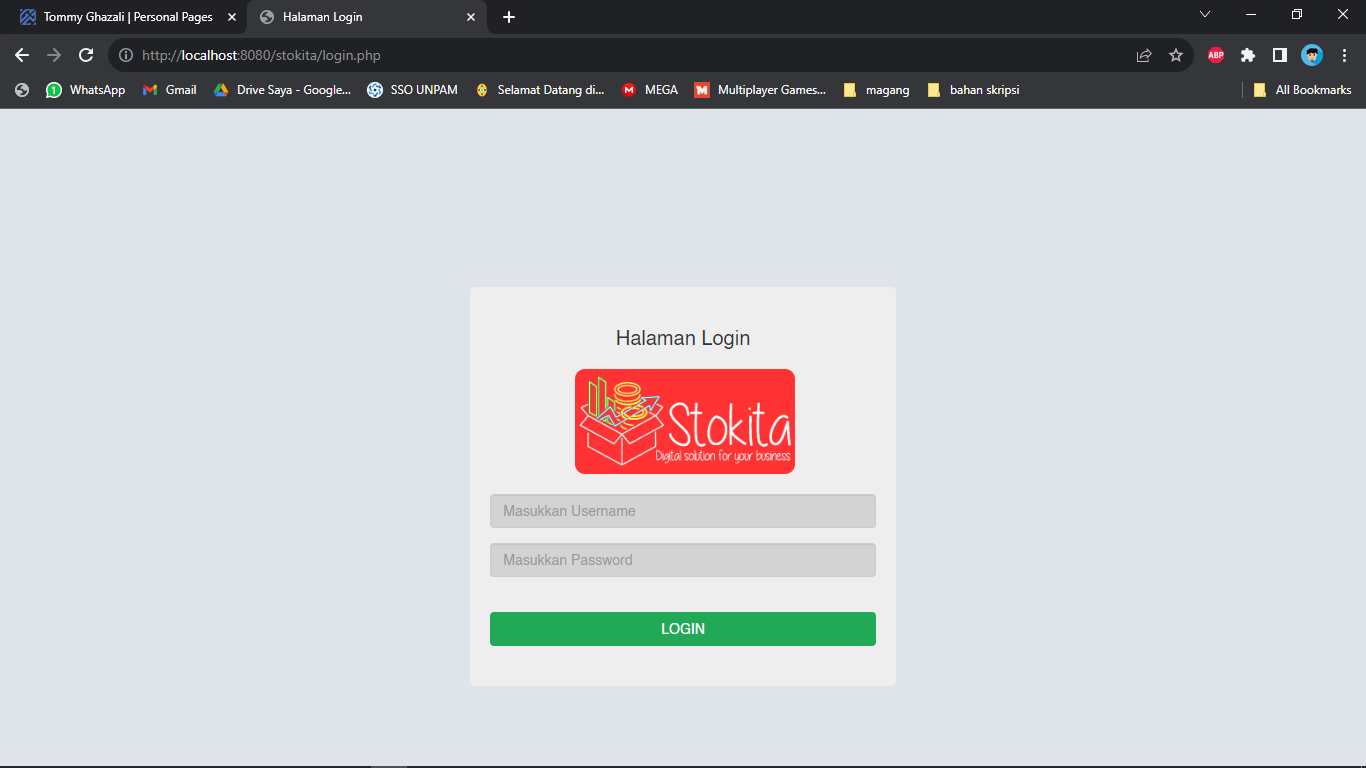 Tommy Ghazali | Personal Pages
Halaman Login
http://localhost:8080/stokita/login.php
ABP
1 WhatsApp
Gmail
Drive Saya - Google...
SSO UNPAM
Selamat Datang di...
M MEGA
M Multiplayer Games...
magang
bahan skripsi
All Bookmarks
Halaman Login
Stokita
Digital solution for your business
Masukkan Username
Masukkan Password
LOGIN